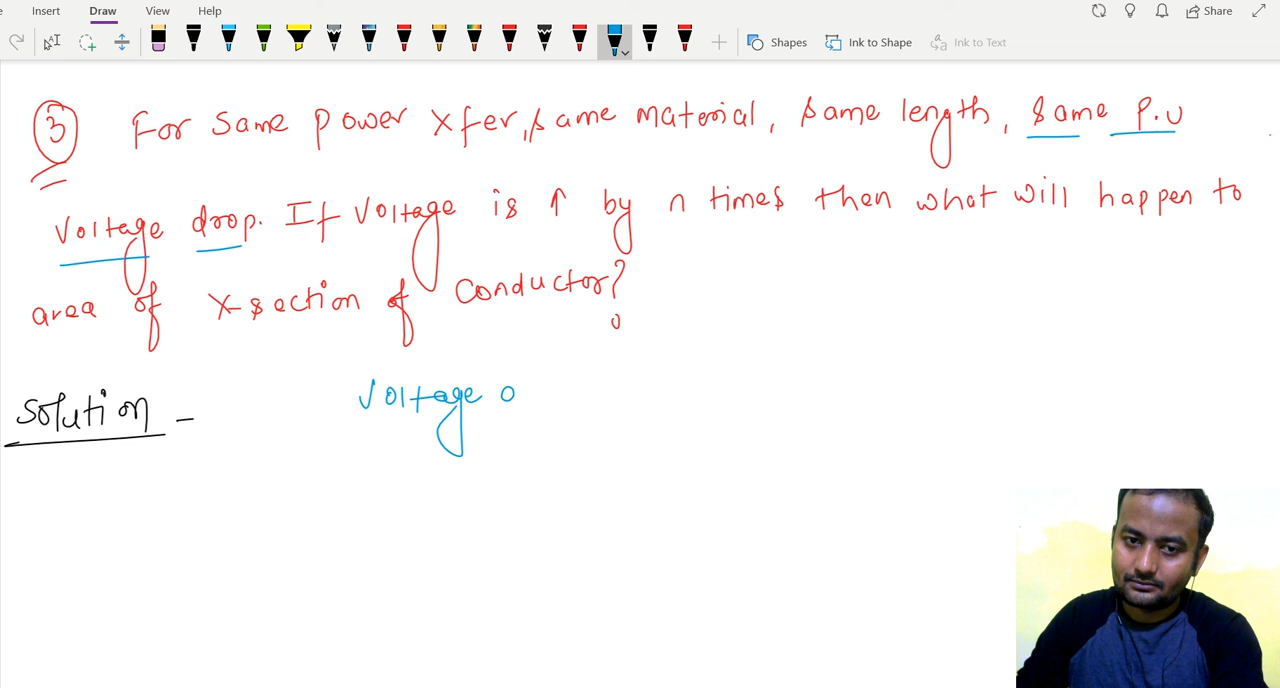 Insert Draw View Help Share
Shapes Ink to Shape Ink to Text
3 For same power xfer, same material, same length, same P.U
voltage drop. If voltage is ↑ by n times then what will happen to
area of X-section of conductor?
Solution - Voltage o